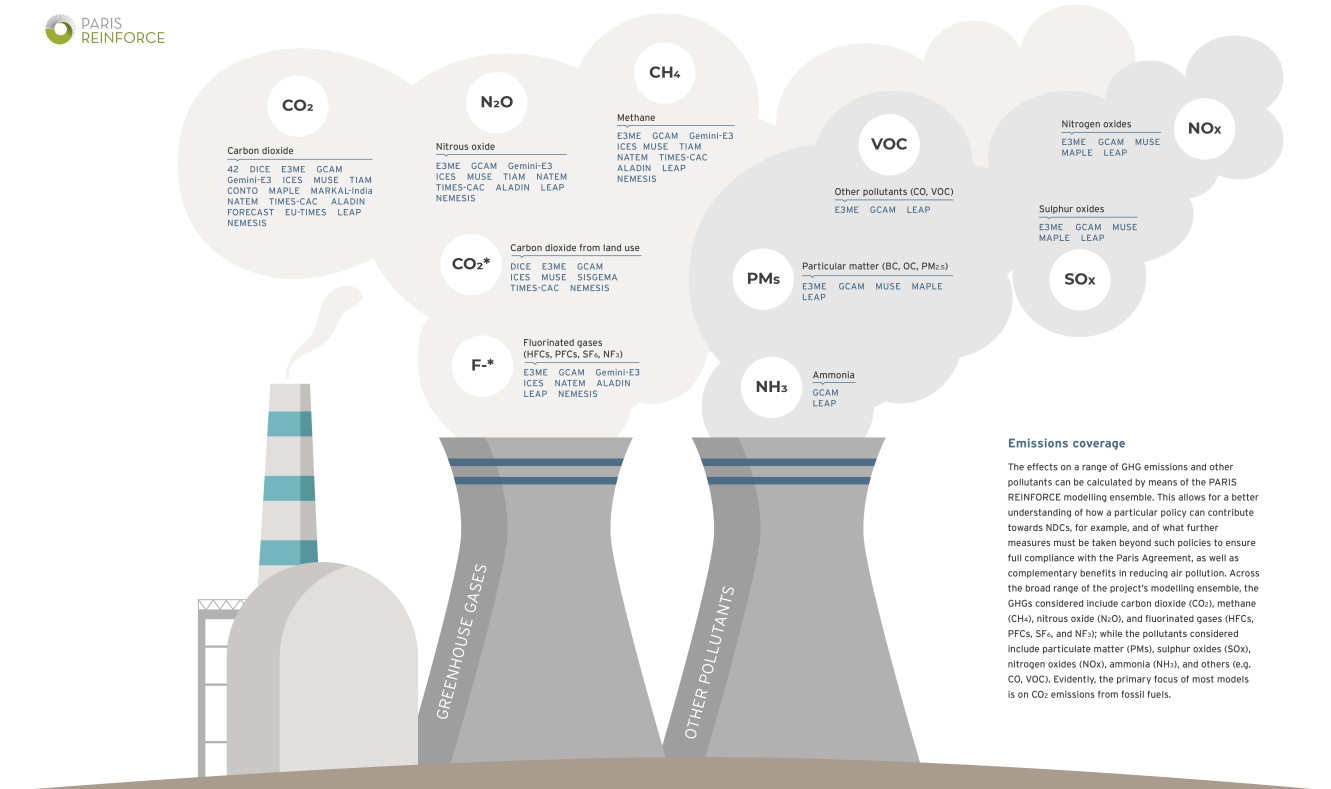 PARIS
REINFORCE
CO₂
Carbon dioxide
42 DICE E3ME GCAM
Gemini-E3 ICES MUSE TIAM
CONTO MAPLE MARKAL-India
NATEM TIMES-CAC ALADIN
FORECAST EU-TIMES LEAP
NEMESIS
N₂O
Nitrous oxide
E3ME GCAM Gemini-E3
ICES MUSE TIAM NATEM
TIMES-CAC ALADIN LEAP
NEMESIS
CH₄
Methane
E3ME GCAM Gemini-E3
ICES MUSE TIAM
NATEM TIMES-CAC
ALADIN LEAP
NEMESIS
CO₂*
Carbon dioxide from land use
DICE E3ME GCAM
ICES MUSE SISGEMA
TIMES-CAC NEMESIS
F-*
Fluorinated gases
(HFCs, PFCs, SF₆, NF₃)
E3ME GCAM Gemini-E3
ICES NATEM ALADIN
LEAP NEMESIS
VOC
Other pollutants (CO, VOC)
E3ME GCAM LEAP
NOx
Nitrogen oxides
E3ME GCAM MUSE
MAPLE LEAP
Sulphur oxides
E3ME GCAM MUSE
MAPLE LEAP
SOx
PMs
Particular matter (BC, OC, PM₂.₅)
E3ME GCAM MUSE MAPLE
LEAP
NH₃
Ammonia
GCAM
LEAP
GREENHOUSE GASES
OTHER POLLUTANTS
Emissions coverage
The effects on a range of GHG emissions and other
pollutants can be calculated by means of the PARIS
REINFORCE modelling ensemble. This allows for a better
understanding of how a particular policy can contribute
towards NDCs, for example, and of what further
measures must be taken beyond such policies to ensure
full compliance with the Paris Agreement, as well as
complementary benefits in reducing air pollution. Across
the broad range of the project's modelling ensemble, the
GHGs considered include carbon dioxide (CO₂), methane
(CH₄), nitrous oxide (N₂O), and fluorinated gases (HFCs,
PFCs, SF₆, and NF₃); while the pollutants considered
include particulate matter (PMs), sulphur oxides (SOx),
nitrogen oxides (NOx), ammonia (NH₃), and others (e.g.
CO, VOC). Evidently, the primary focus of most models
is on CO₂ emissions from fossil fuels.